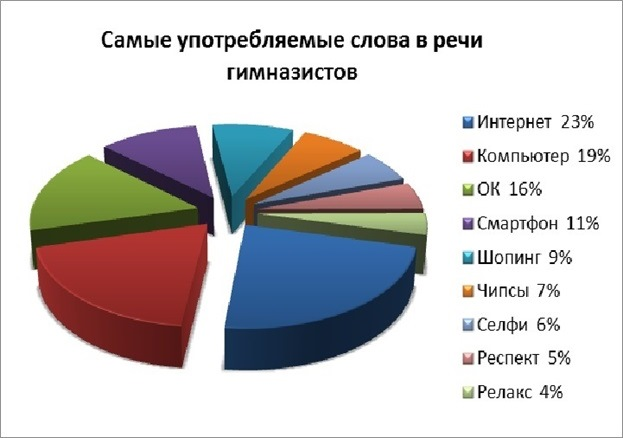 Самые употребляемые слова в речи
гимназистов
Интернет 23%
Компьютер 19%
ОК 16%
Смартфон 11%
Шопинг 9%
Чипсы 7%
Селфи 6%
Респект 5%
Релакс 4%